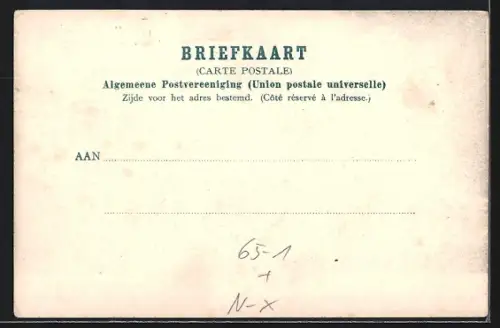 BRIEFKAART
(CARTE POSTALE)
Algemeene Postvereeniging (Union postale universelle)
Zijde voor het adres bestemd. (Côté réservé à l'adresse.)
AAN
65-1
+
N-X